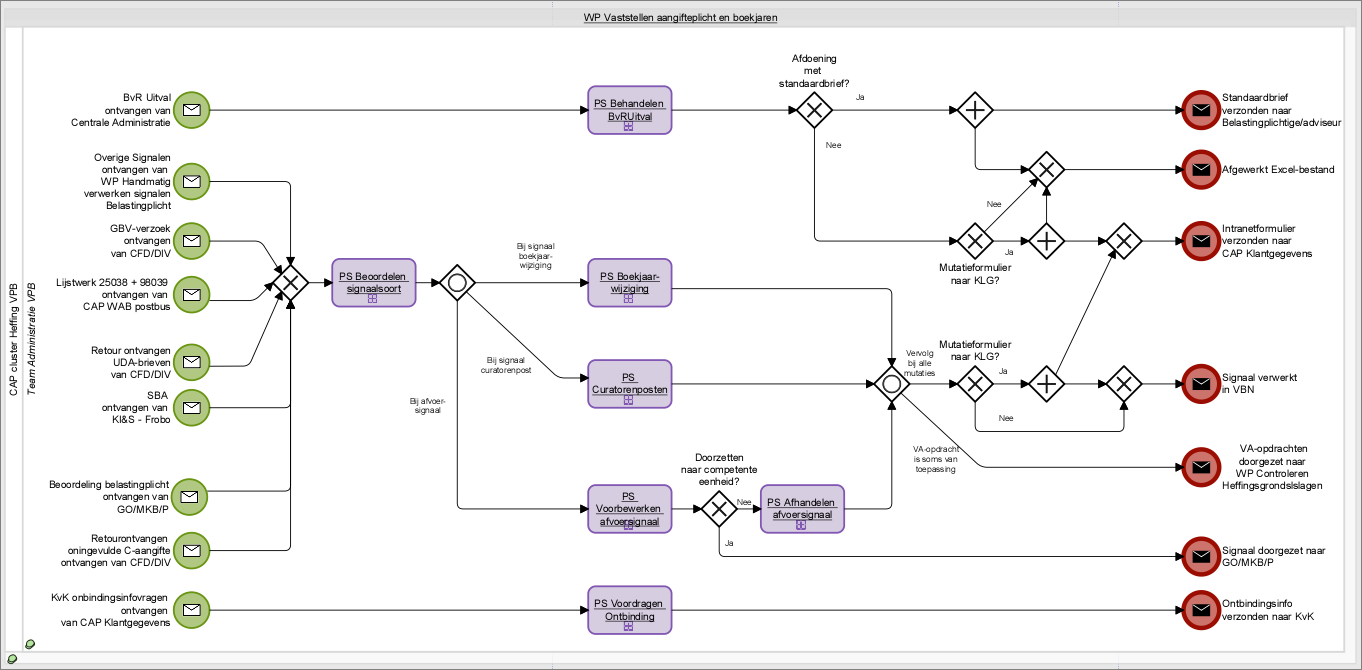 WP Vaststellen aangifteplicht en boekjaren
CAP cluster Heffing VPB
Team Administratie VPB
BvR Uitval
ontvangen van
Centrale Administratie
Overige Signalen
ontvangen van
WP Handmatig
verwerken signalen
Belastingplicht
GBV-verzoek
ontvangen
van CFD/DIV
Lijstwerk 25038 + 98039
ontvangen van
CAP WAB postbus
Retour ontvangen
UDA-brieven
van CFD/DIV
SBA
ontvangen van
KI&S - Frobo
Beoordeling belastingplicht
ontvangen van
GO/MKB/P
Retourontvangen
oningevulde C-aangifte
ontvangen van CFD/DIV
KvK onbindingsinfovragen
ontvangen
van CAP Klantgegevens
PS Beoordelen
signaalsoort
Bij signaal
boekjaar-
wijziging
Bij signaal
curatorenpost
Bij afvoer-
signaal
PS Behandelen
BvRUitval
PS Boekjaar-
wijziging
PS
Curatorenposten
PS
Voorbewerken
afvoersignaal
PS Voordragen
Ontbinding
Doorzetten
naar competente
eenheid?
Nee
Ja
PS Afhandelen
afvoersignaal
Afdoening
met
standaardbrief?
Ja
Nee
Nee
Ja
Mutatieformulier
naar KLG?
Vervolg
bij alle
mutaties
Mutatieformulier
naar KLG?
Ja
Nee
VA-opdracht
is soms van
toepassing
Standaardbrief
verzonden naar
Belastingplichtige/adviseur
Afgewerkt Excel-bestand
Intranetformulier
verzonden naar
CAP Klantgegevens
Signaal verwerkt
in VBN
VA-opdrachten
doorgezet naar
WP Controleren
Heffingsgrondslslagen
Signaal doorgezet naar
GO/MKB/P
Ontbindingsinfo
verzonden naar KvK